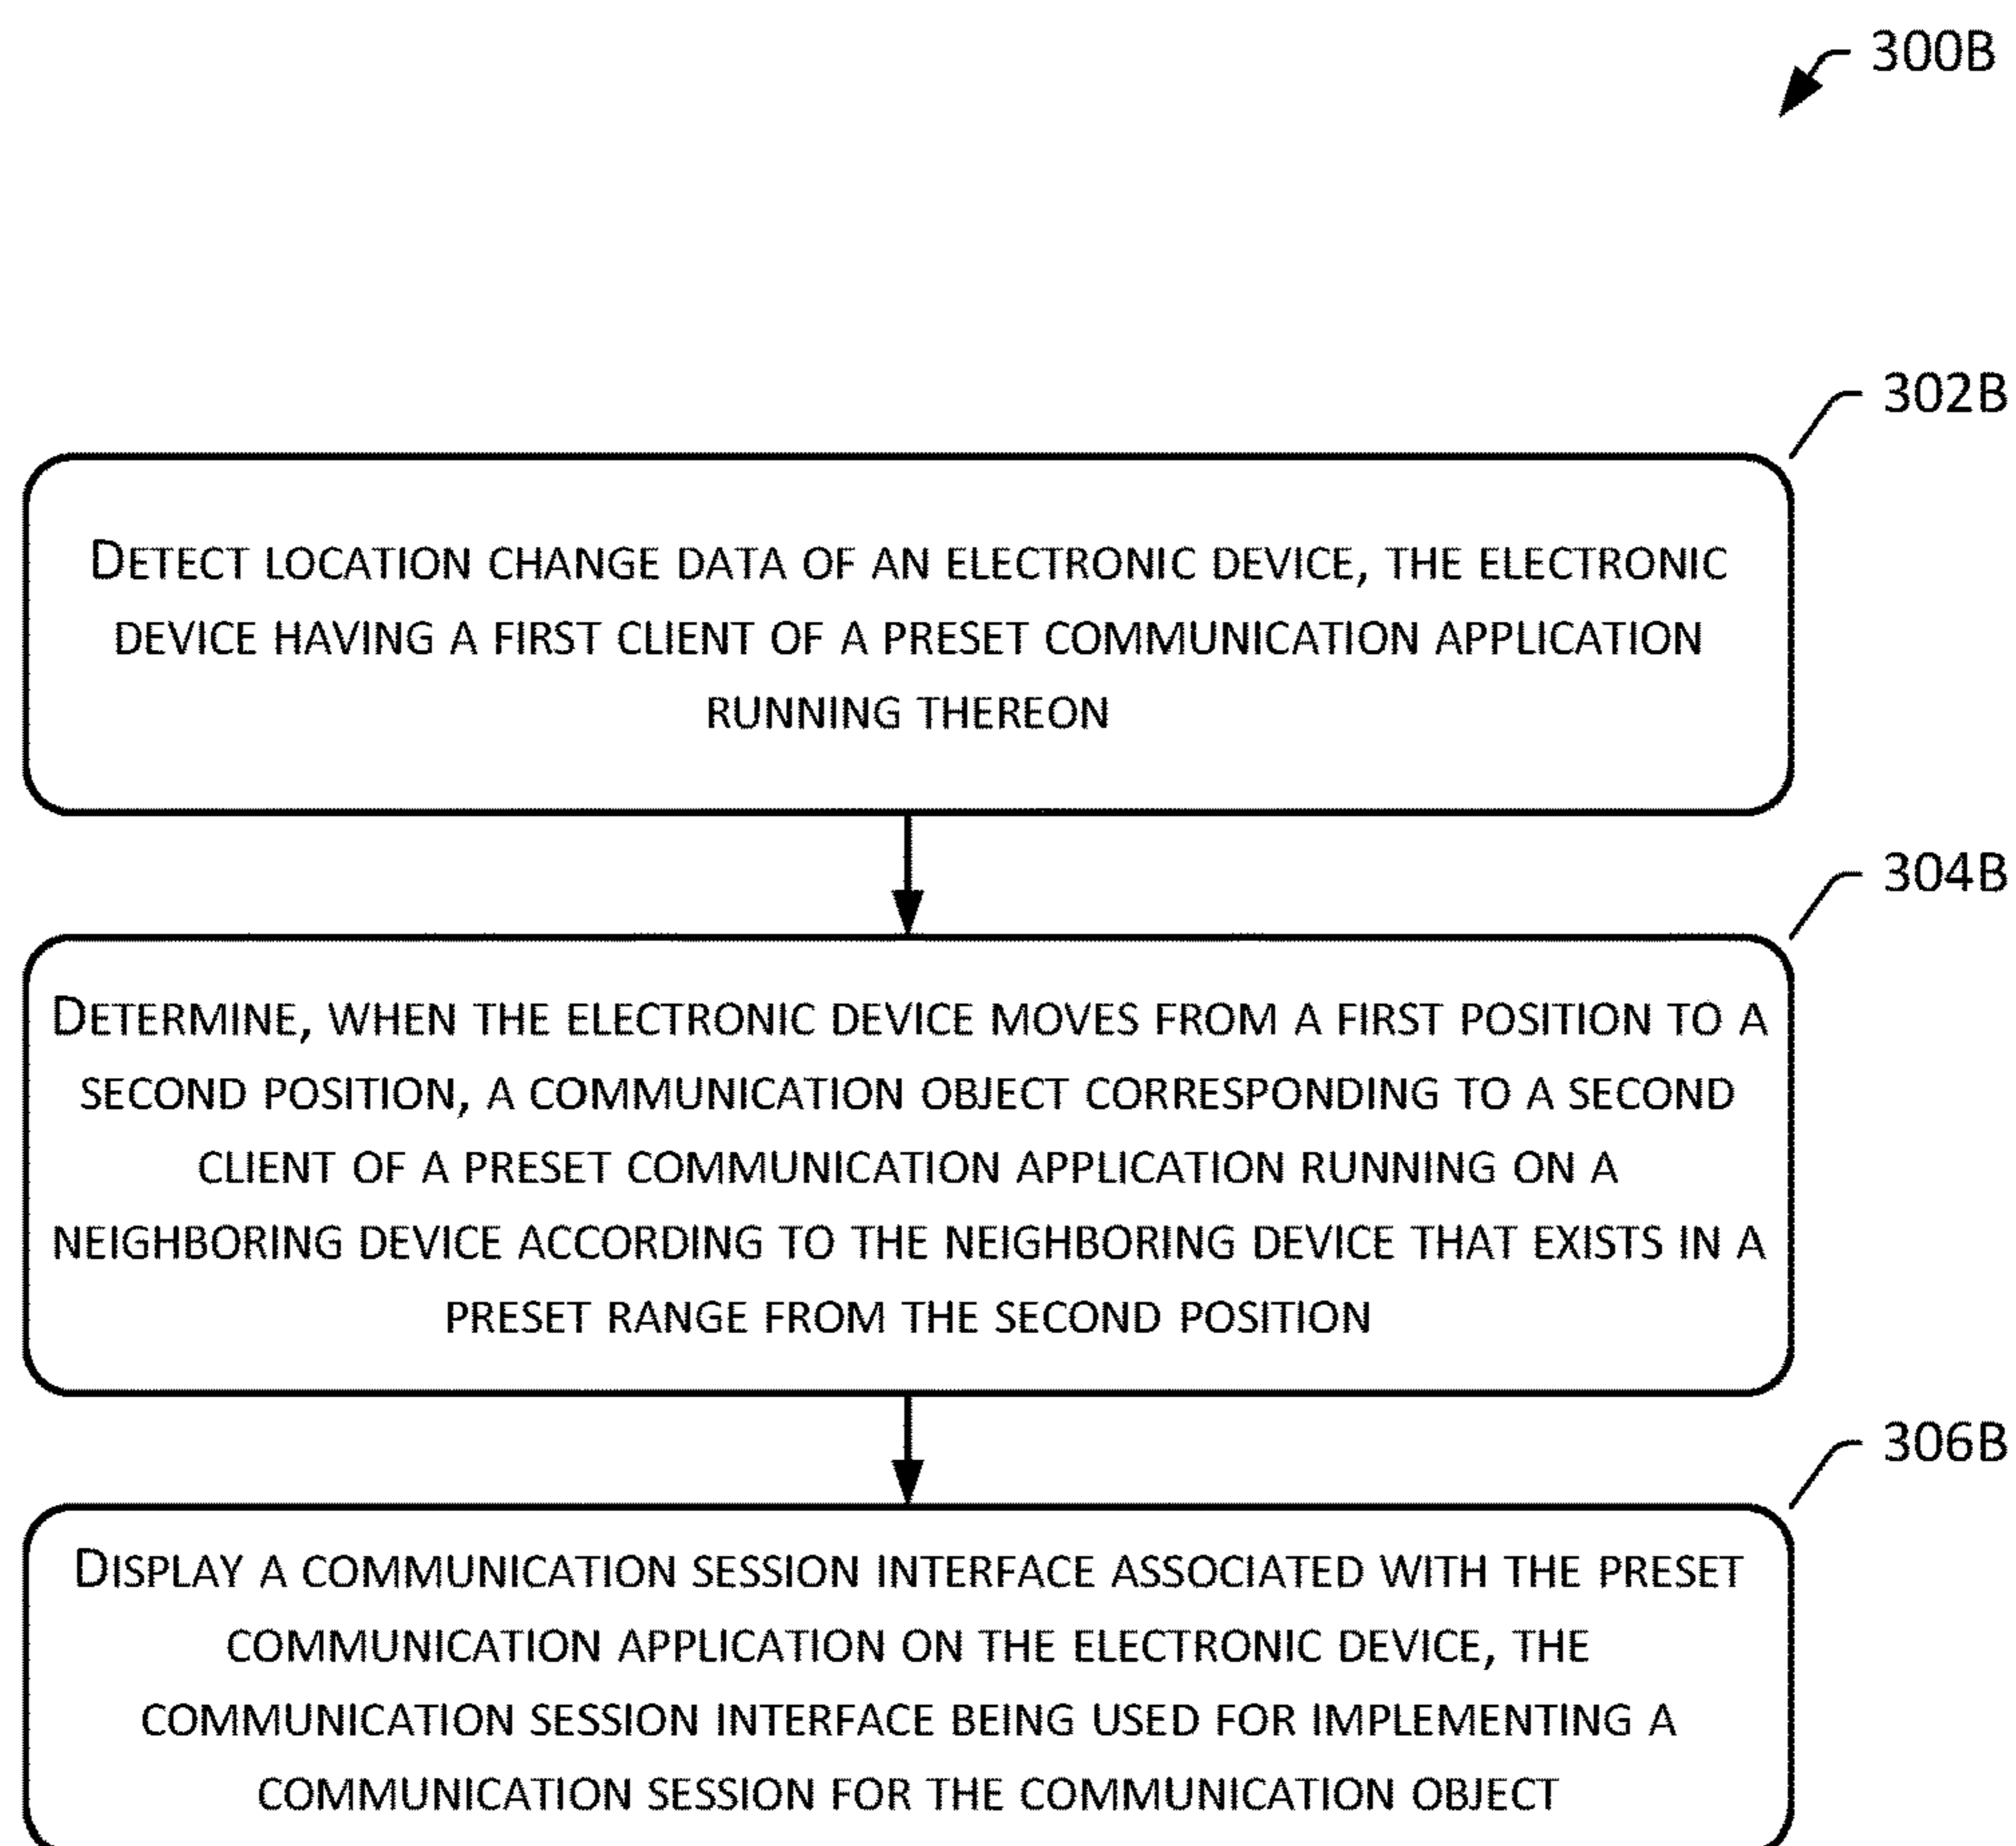 300B
302B
DETECT LOCATION CHANGE DATA OF AN ELECTRONIC DEVICE, THE ELECTRONIC
DEVICE HAVING A FIRST CLIENT OF A PRESET COMMUNICATION APPLICATION
RUNNING THEREON
304B
DETERMINE, WHEN THE ELECTRONIC DEVICE MOVES FROM A FIRST POSITION TO A
SECOND POSITION, A COMMUNICATION OBJECT CORRESPONDING TO A SECOND
CLIENT OF A PRESET COMMUNICATION APPLICATION RUNNING ON A
NEIGHBORING DEVICE ACCORDING TO THE NEIGHBORING DEVICE THAT EXISTS IN A
PRESET RANGE FROM THE SECOND POSITION
306B
DISPLAY A COMMUNICATION SESSION INTERFACE ASSOCIATED WITH THE PRESET
COMMUNICATION APPLICATION ON THE ELECTRONIC DEVICE, THE
COMMUNICATION SESSION INTERFACE BEING USED FOR IMPLEMENTING A
COMMUNICATION SESSION FOR THE COMMUNICATION OBJECT